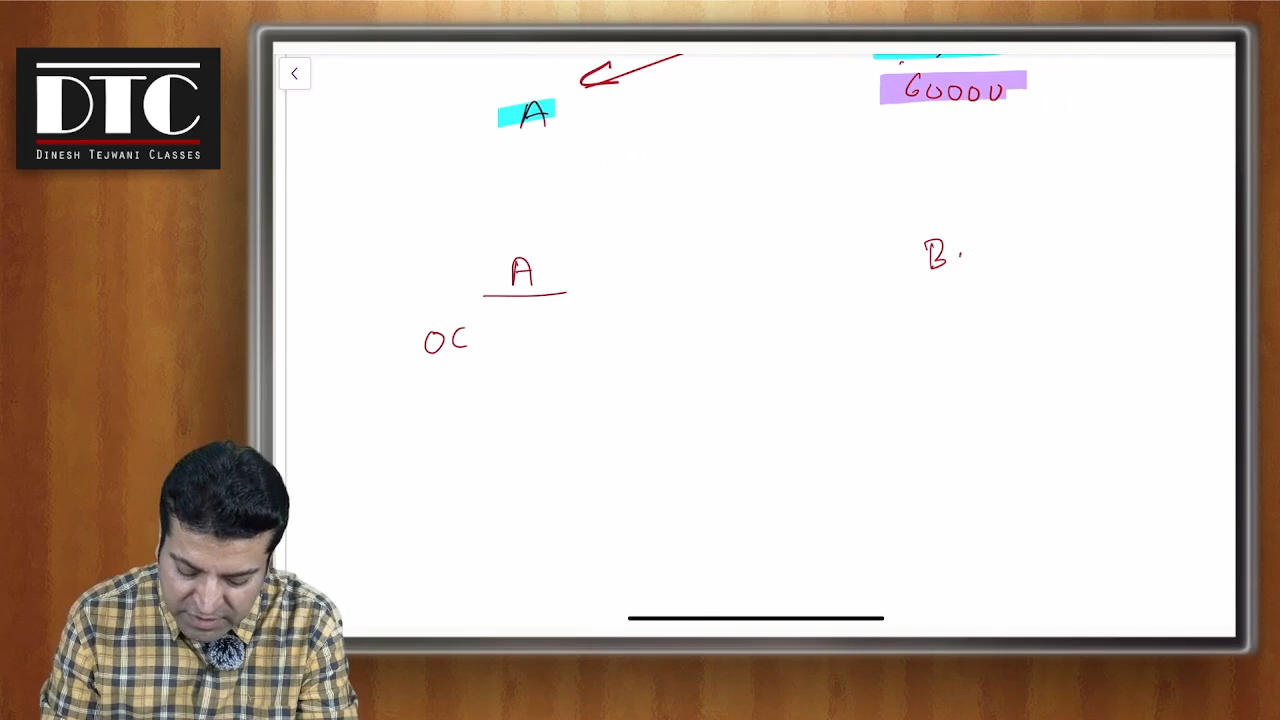 DTC
DINESH TEJWANI CLASSES
60000
A
A
B.
OC